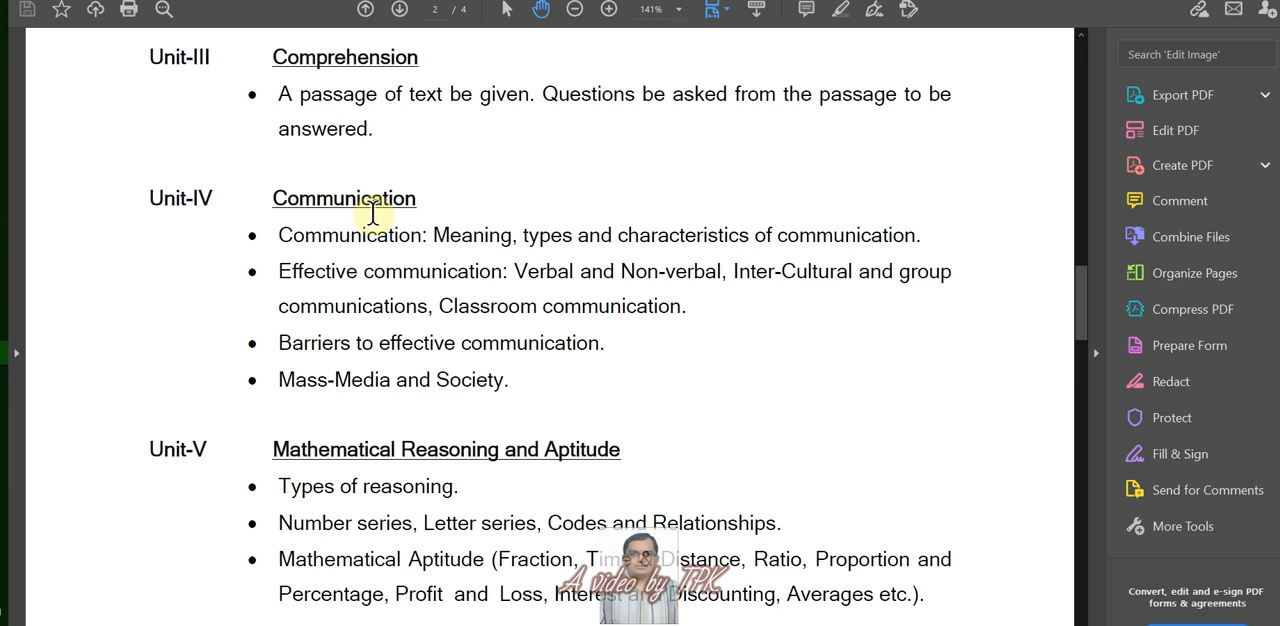 2 / 4
141%
Unit-III Comprehension
• A passage of text be given. Questions be asked from the passage to be
answered.
Unit-IV Communication
• Communication: Meaning, types and characteristics of communication.
• Effective communication: Verbal and Non-verbal, Inter-Cultural and group
communications, Classroom communication.
• Barriers to effective communication.
• Mass-Media and Society.
Unit-V Mathematical Reasoning and Aptitude
• Types of reasoning.
• Number series, Letter series, Codes and Relationships.
• Mathematical Aptitude (Fraction, Time & Distance, Ratio, Proportion and
Percentage, Profit and Loss, Interest and Discounting, Averages etc.).
A video by TPK
Search 'Edit Image'
Export PDF
Edit PDF
Create PDF
Comment
Combine Files
Organize Pages
Compress PDF
Prepare Form
Redact
Protect
Fill & Sign
Send for Comments
More Tools
Convert, edit and e-sign PDF
forms & agreements